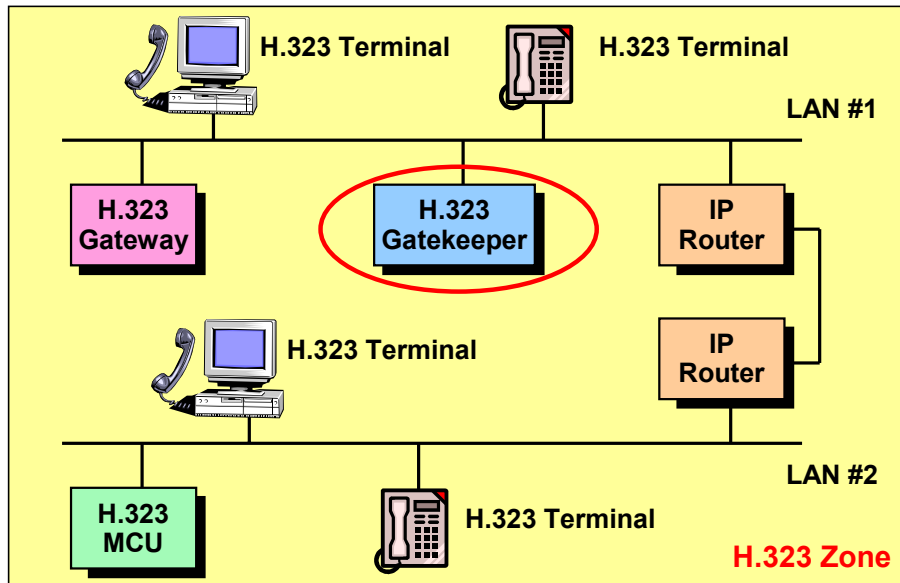 H.323 Terminal
H.323 Terminal
LAN #1
H.323
Gateway
H.323
Gatekeeper
IP
Router
H.323 Terminal
IP
Router
LAN #2
H.323
MCU
H.323 Terminal
H.323 Zone